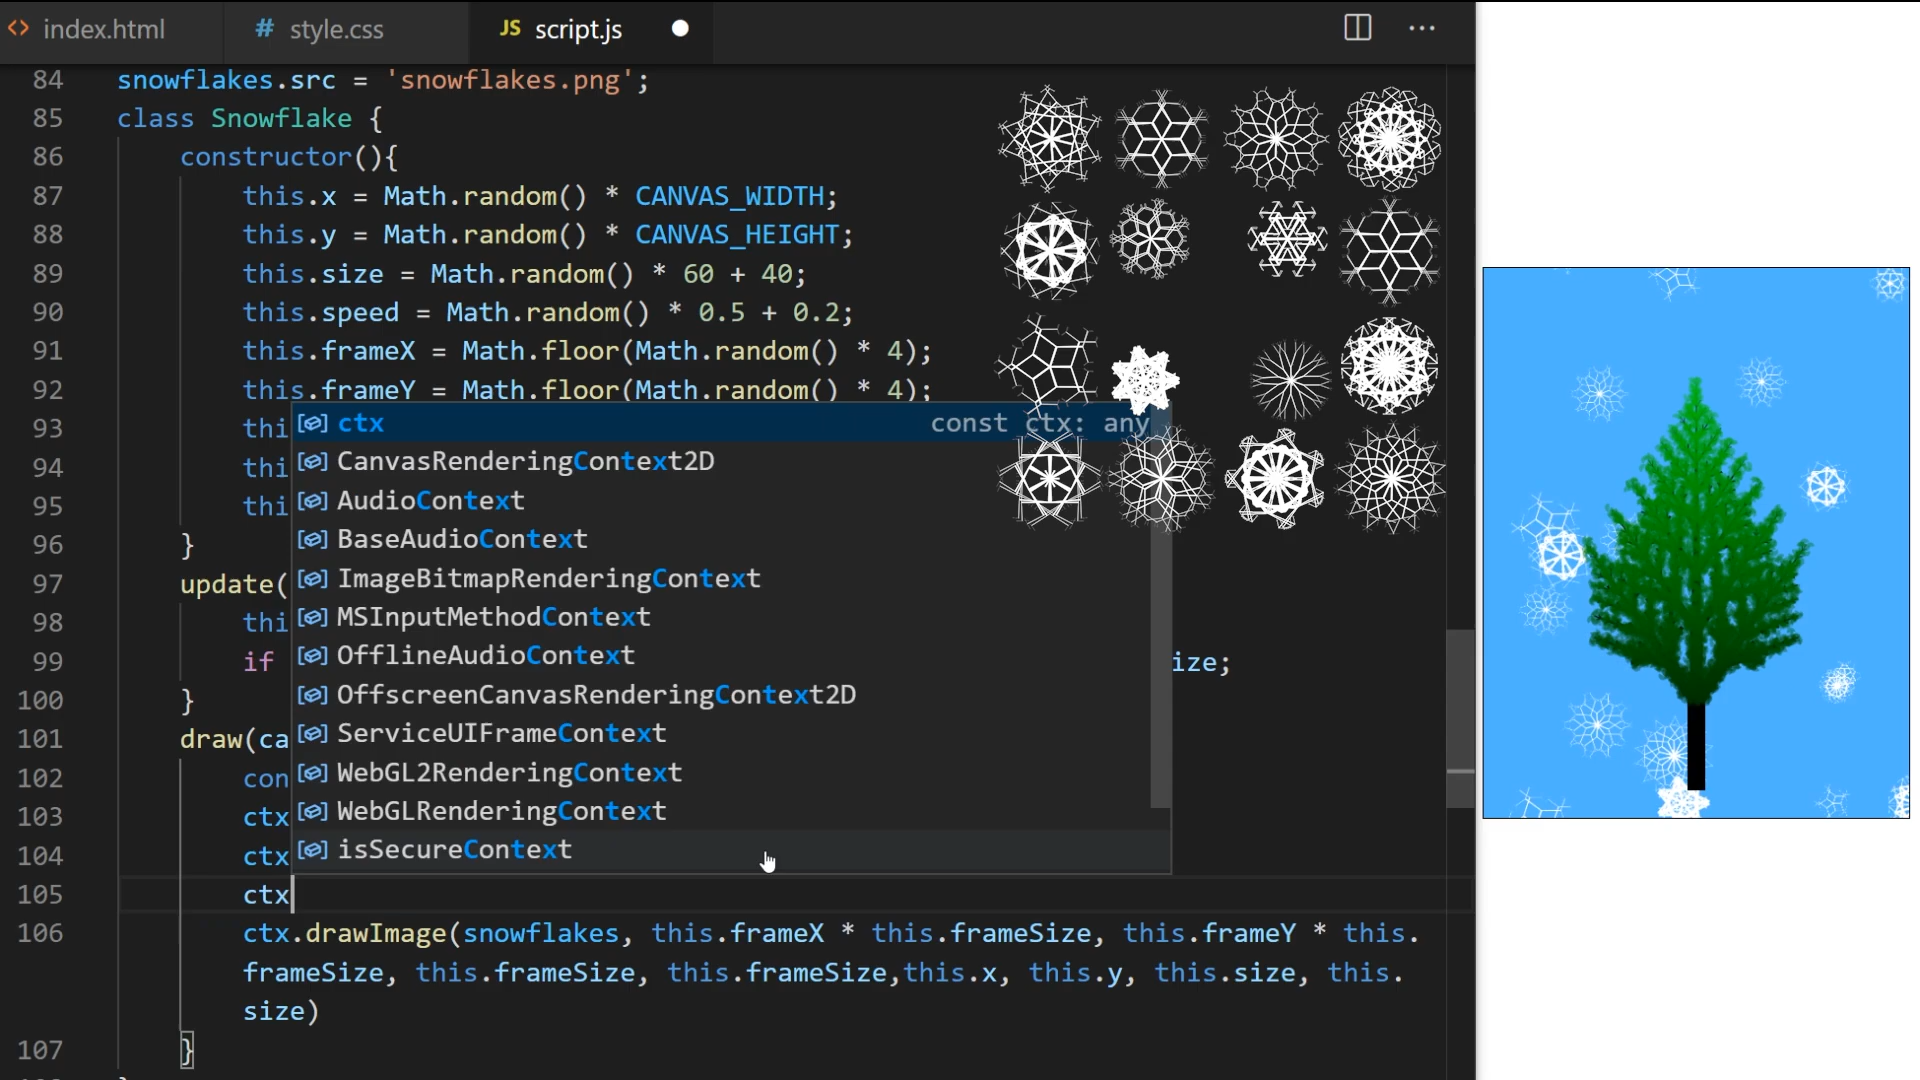 <> index.html # style.css JS script.js ● ···
84 snowflakes.src = 'snowflakes.png';
85 class Snowflake {
86 constructor(){
87 this.x = Math.random() * CANVAS_WIDTH;
88 this.y = Math.random() * CANVAS_HEIGHT;
89 this.size = Math.random() * 60 + 40;
90 this.speed = Math.random() * 0.5 + 0.2;
91 this.frameX = Math.floor(Math.random() * 4);
92 this.frameY = Math.floor(Math.random() * 4);
93 thi ctx const ctx: any
94 thi CanvasRenderingContext2D
95 thi AudioContext
96 } BaseAudioContext
97 update( ImageBitmapRenderingContext
98 thi MSInputMethodContext
99 if OfflineAudioContext ize;
100 } OffscreenCanvasRenderingContext2D
101 draw(ca ServiceUIFrameContext
102 con WebGL2RenderingContext
103 ctx WebGLRenderingContext
104 ctx isSecureContext
105 ctx
106 ctx.drawImage(snowflakes, this.frameX * this.frameSize, this.frameY * this.
frameSize, this.frameSize, this.frameSize,this.x, this.y, this.size, this.
size)
107 }